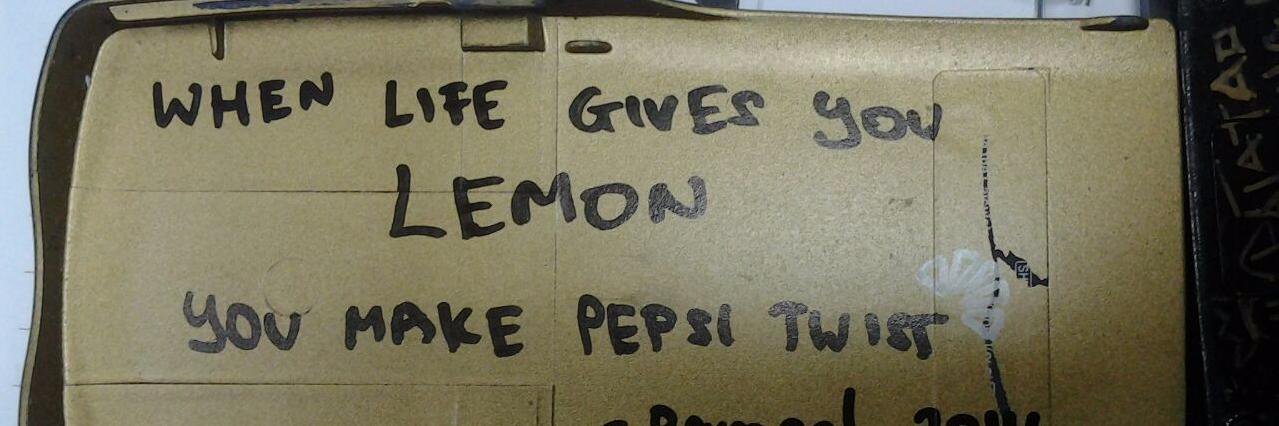 WHEN LIFE GIVES YOU
LEMON
YOU MAKE PEPSI TWIST